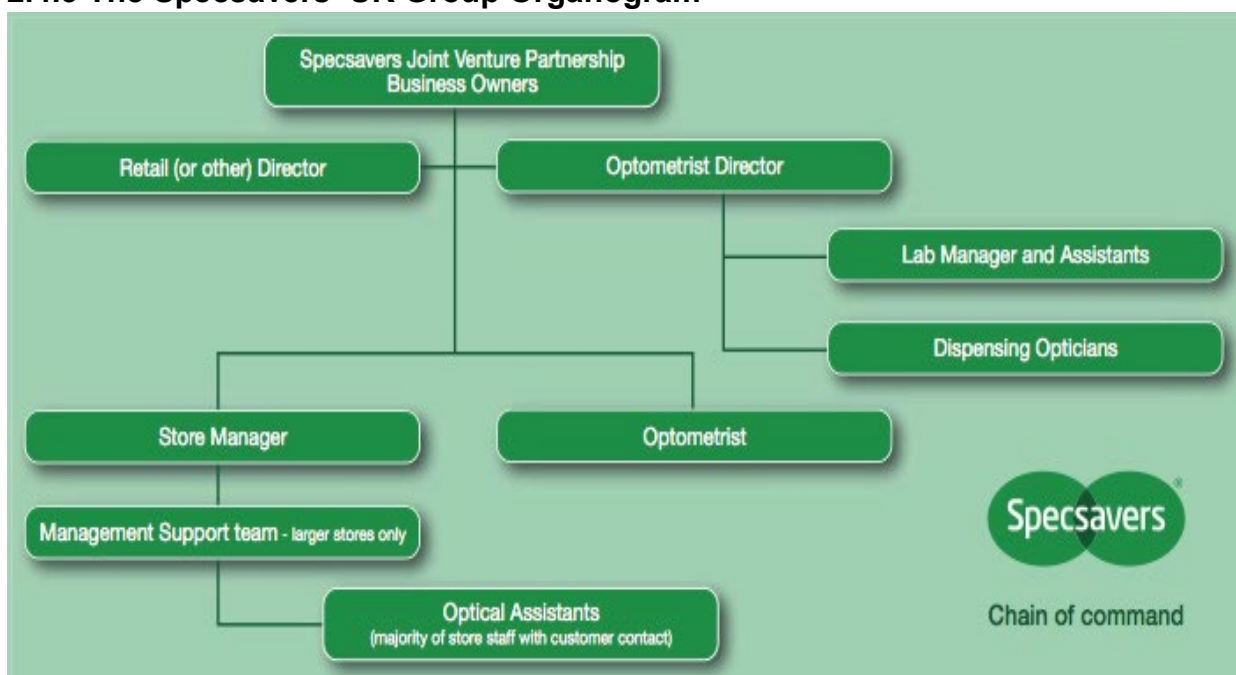 Specsavers Joint Venture Partnership
Business Owners
Retail (or other) Director
Optometrist Director
Lab Manager and Assistants
Dispensing Opticians
Store Manager
Optometrist
Management Support team - larger stores only
Optical Assistants
(majority of store staff with customer contact)
Specsavers®
Chain of command